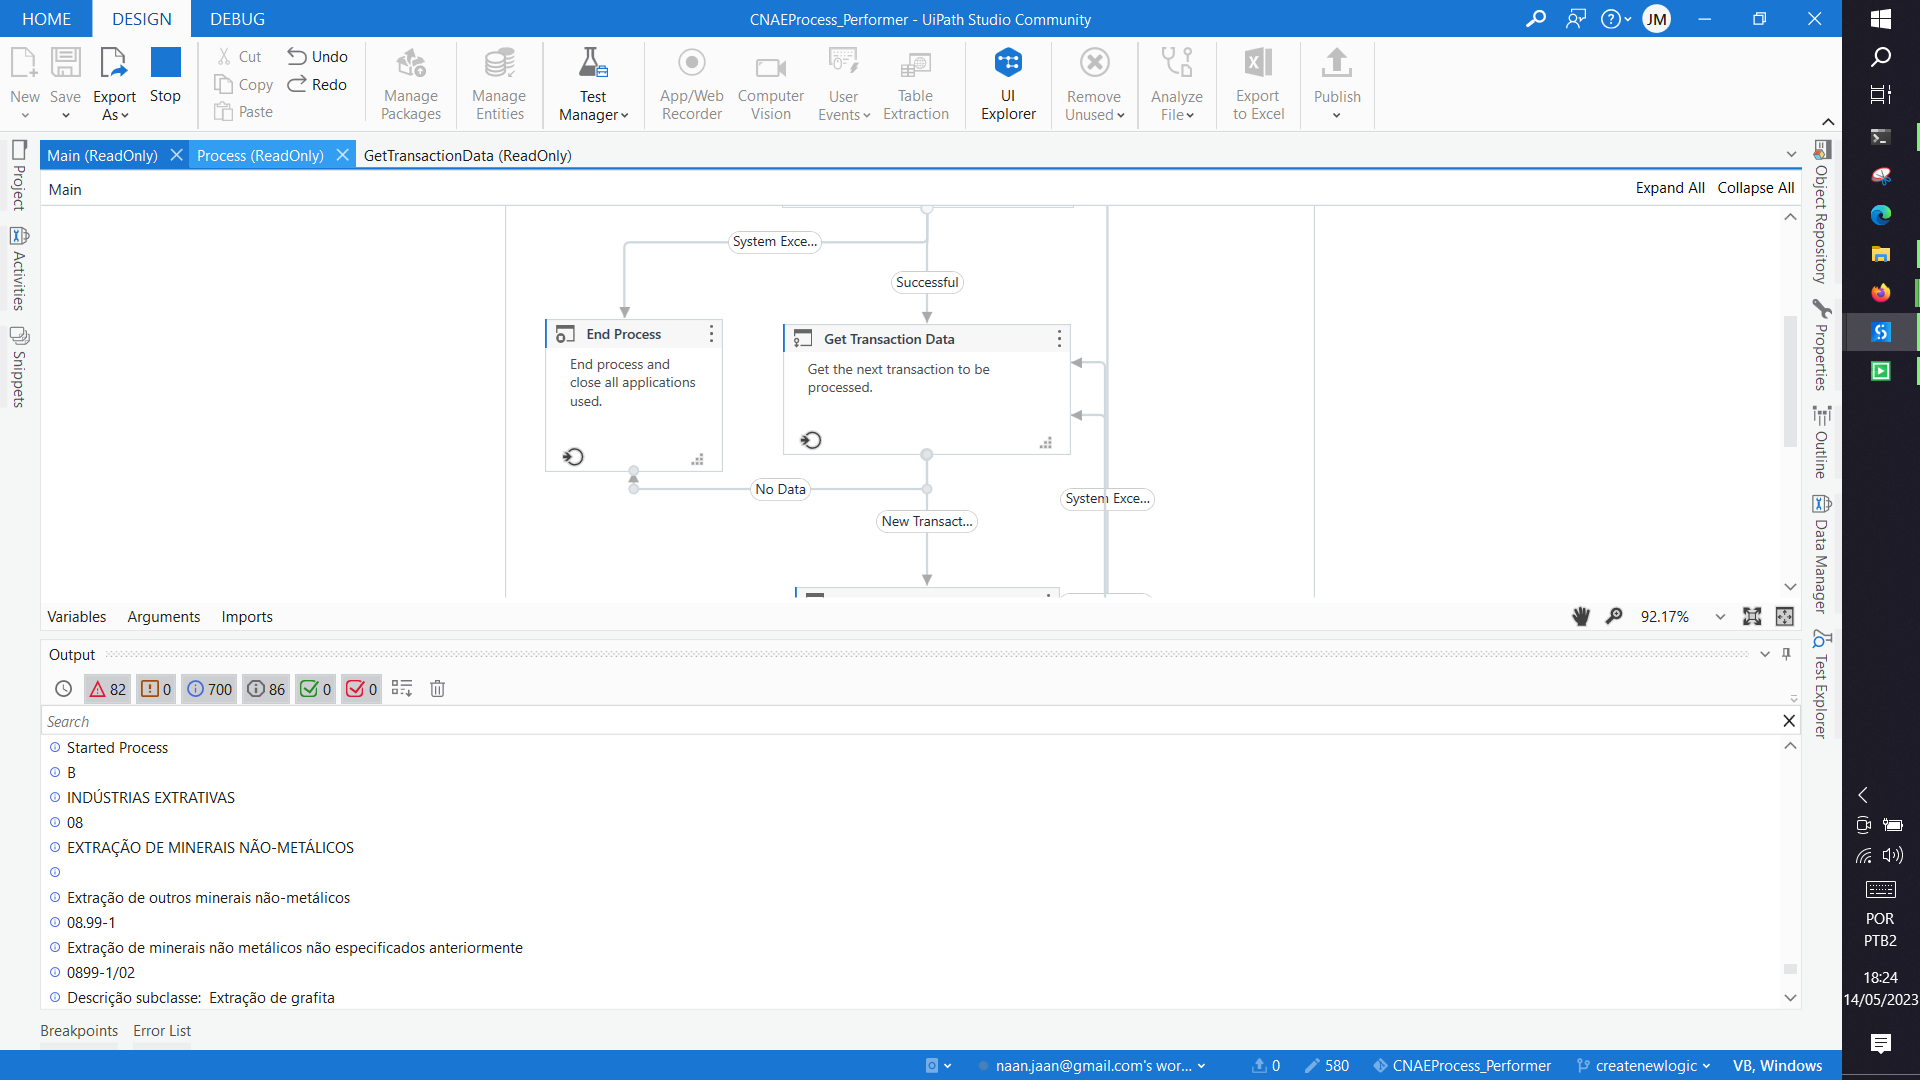 HOME DESIGN DEBUG
CNAEProcess_Performer - UiPath Studio Community
JM
New
Save
Export As
Stop
Cut
Copy
Paste
Undo
Redo
Manage Packages
Manage Entities
Test Manager
App/Web Recorder
Computer Vision
User Events
Table Extraction
UI Explorer
Remove Unused
Analyze File
Export to Excel
Publish
Project
Activities
Snippets
Main (ReadOnly)
Process (ReadOnly)
GetTransactionData (ReadOnly)
Main
Expand All Collapse All
System Exce...
Successful
End Process
End process and
close all applications
used.
Get Transaction Data
Get the next transaction to be
processed.
No Data
System Exce...
New Transact...
Variables Arguments Imports
92.17%
Object Repository
Properties
Outline
Data Manager
Test Explorer
Output
82 0 700 86 0 0
Search
Started Process
B
INDÚSTRIAS EXTRATIVAS
08
EXTRAÇÃO DE MINERAIS NÃO-METÁLICOS
Extração de outros minerais não-metálicos
08.99-1
Extração de minerais não metálicos não especificados anteriormente
0899-1/02
Descrição subclasse:  Extração de grafita
Breakpoints Error List
naan.jaan@gmail.com's wor... 0 580 CNAEProcess_Performer createnewlogic VB, Windows
POR
PTB2
18:24
14/05/2023